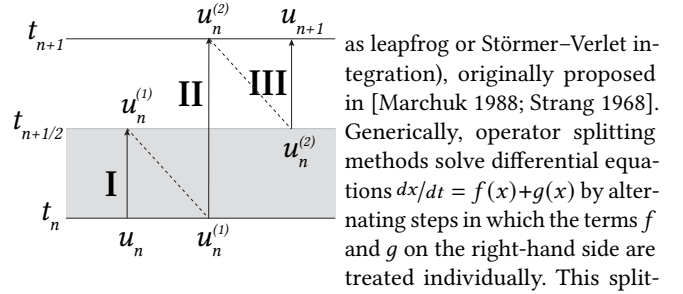 u_n^(2) u_{n+1}
t_{n+1}
u_n^(1) II III
t_{n+1/2}
u_n^(2)
I
t_n
u_n u_n^(1)
as leapfrog or Störmer–Verlet in-
tegration), originally proposed
in [Marchuk 1988; Strang 1968].
Generically, operator splitting
methods solve differential equa-
tions dx/dt = f(x)+g(x) by alter-
nating steps in which the terms f
and g on the right-hand side are
treated individually. This split-